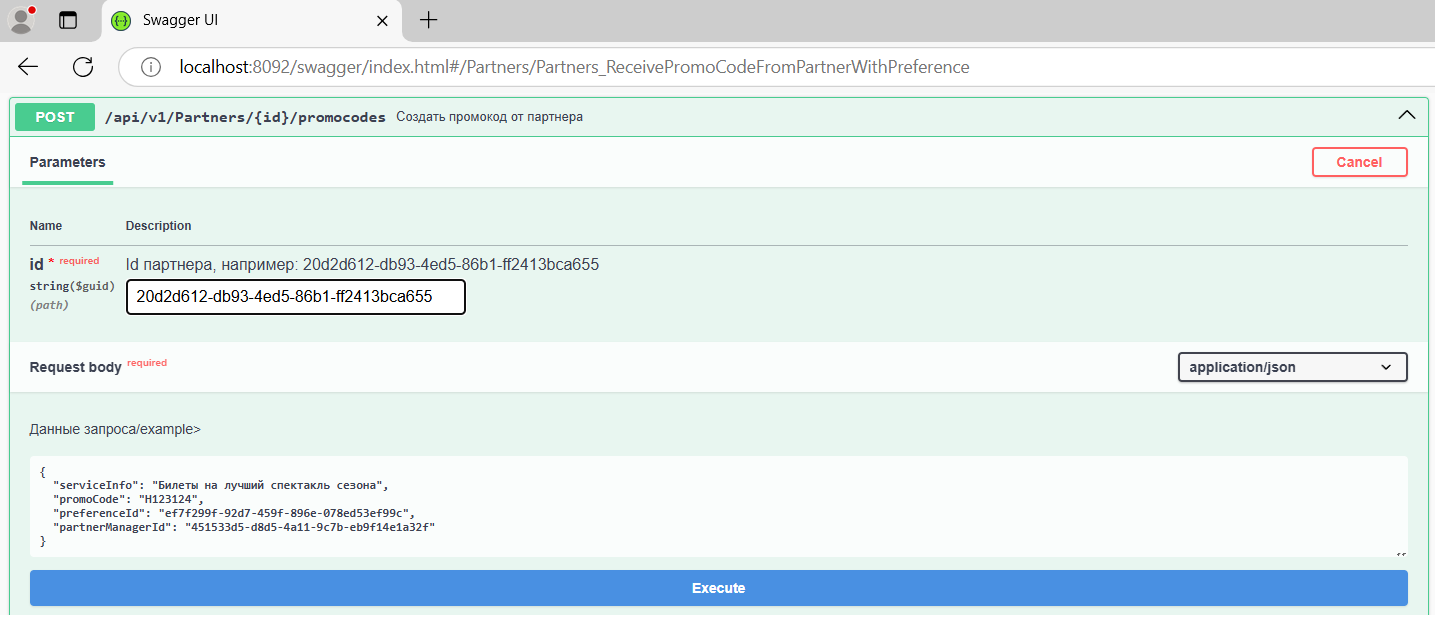 Swagger UI
localhost:8092/swagger/index.html#/Partners/Partners_ReceivePromoCodeFromPartnerWithPreference
POST /api/v1/Partners/{id}/promocodes Создать промокод от партнера
Parameters Cancel
Name Description
id * required Id партнера, например: 20d2d612-db93-4ed5-86b1-ff2413bca655
string($guid) 20d2d612-db93-4ed5-86b1-ff2413bca655
(path)
Request body required application/json
Данные запроса/example>
{
"serviceInfo": "Билеты на лучший спектакль сезона",
"promoCode": "H123124",
"preferenceId": "ef7f299f-92d7-459f-896e-078ed53ef99c",
"partnerManagerId": "451533d5-d8d5-4a11-9c7b-eb9f14e1a32f"
}
Execute